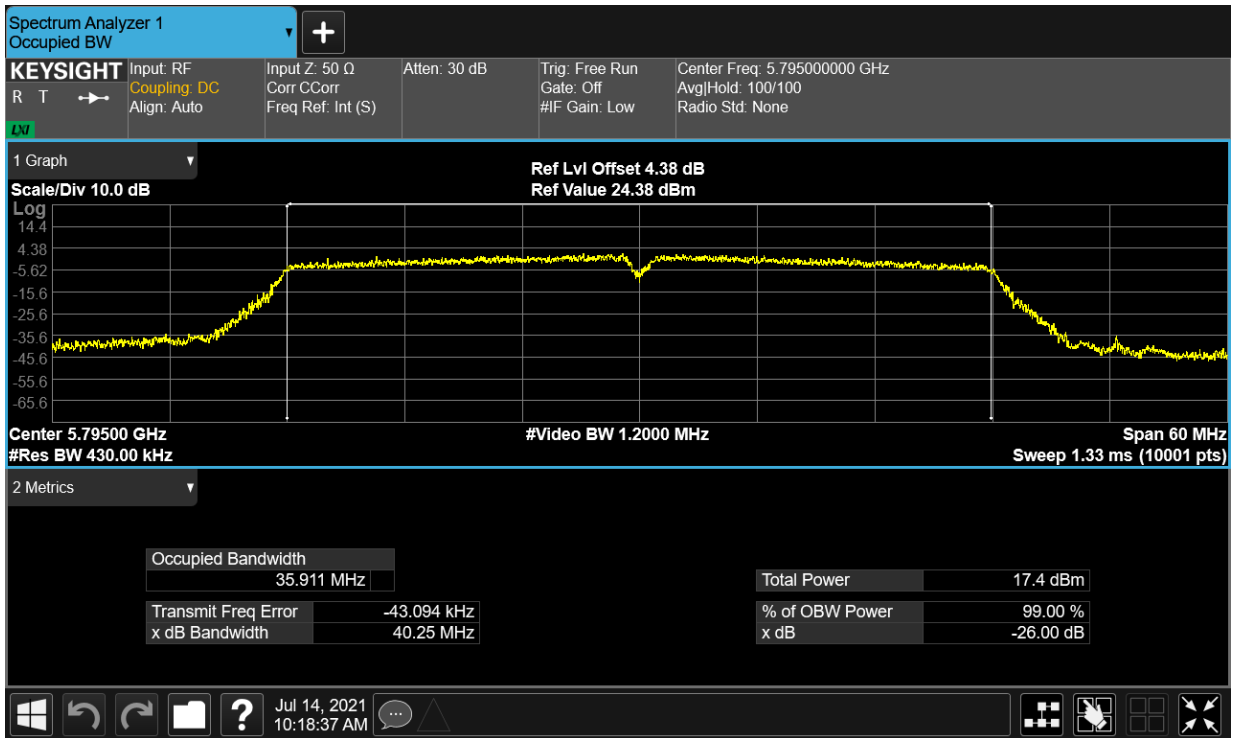 Spectrum Analyzer 1
Occupied BW
KEYSIGHT
R T
LXI
Input: RF
Coupling: DC
Align: Auto
Input Z: 50 Ω
Corr CCorr
Freq Ref: Int (S)
Atten: 30 dB
Trig: Free Run
Gate: Off
#IF Gain: Low
Center Freq: 5.795000000 GHz
Avg|Hold: 100/100
Radio Std: None
1 Graph
Scale/Div 10.0 dB
Ref Lvl Offset 4.38 dB
Ref Value 24.38 dBm
Log
14.4
4.38
-5.62
-15.6
-25.6
-35.6
-45.6
-55.6
-65.6
Center 5.79500 GHz
#Video BW 1.2000 MHz
Span 60 MHz
#Res BW 430.00 kHz
Sweep 1.33 ms (10001 pts)
2 Metrics
Occupied Bandwidth
35.911 MHz
Transmit Freq Error -43.094 kHz
x dB Bandwidth 40.25 MHz
Total Power 17.4 dBm
% of OBW Power 99.00 %
x dB -26.00 dB
?
Jul 14, 2021
10:18:37 AM